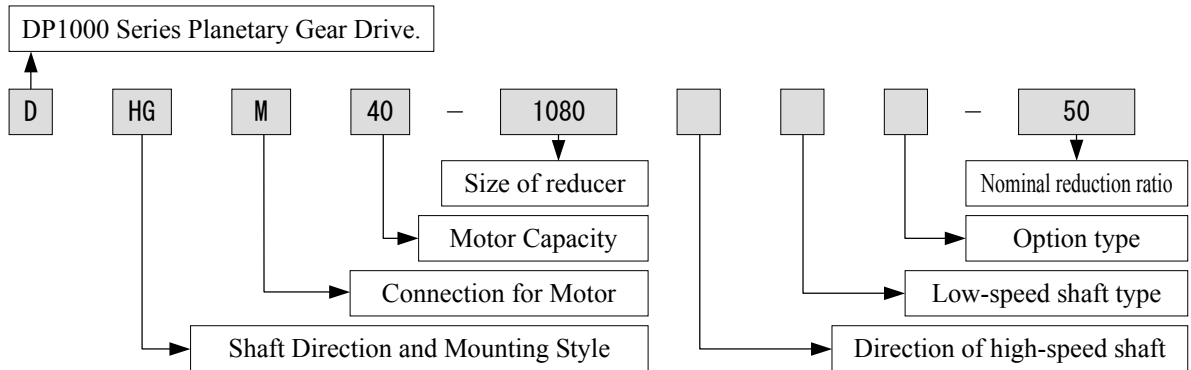 DP1000 Series Planetary Gear Drive.
D HG M 40 – 1080 – 50
Size of reducer Nominal reduction ratio
Motor Capacity Option type
Connection for Motor Low-speed shaft type
Shaft Direction and Mounting Style Direction of high-speed shaft